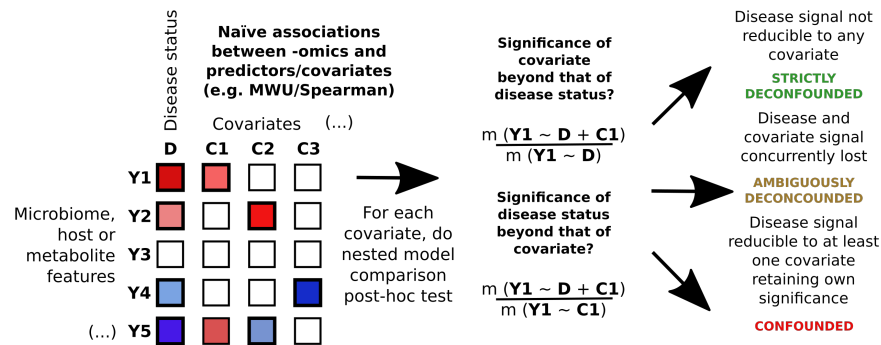 Disease status
Naïve associations
between -omics and
predictors/covariates
(e.g. MWU/Spearman)
Covariates (...)
D C1 C2 C3
Y1
Y2
Y3
Y4
(...) Y5
Microbiome,
host or
metabolite
features
For each
covariate, do
nested model
comparison
post-hoc test
Significance of
covariate
beyond that of
disease status?
m (Y1 ~ D + C1)
m (Y1 ~ D)
Significance of
disease status
beyond that of
covariate?
m (Y1 ~ D + C1)
m (Y1 ~ C1)
Disease signal not
reducible to any
covariate
STRICTLY
DECONFOUNDED
Disease and
covariate signal
concurrently lost
AMBIGUOUSLY
DECONCOUNDED
Disease signal
reducible to at least
one covariate
retaining own
significance
CONFOUNDED